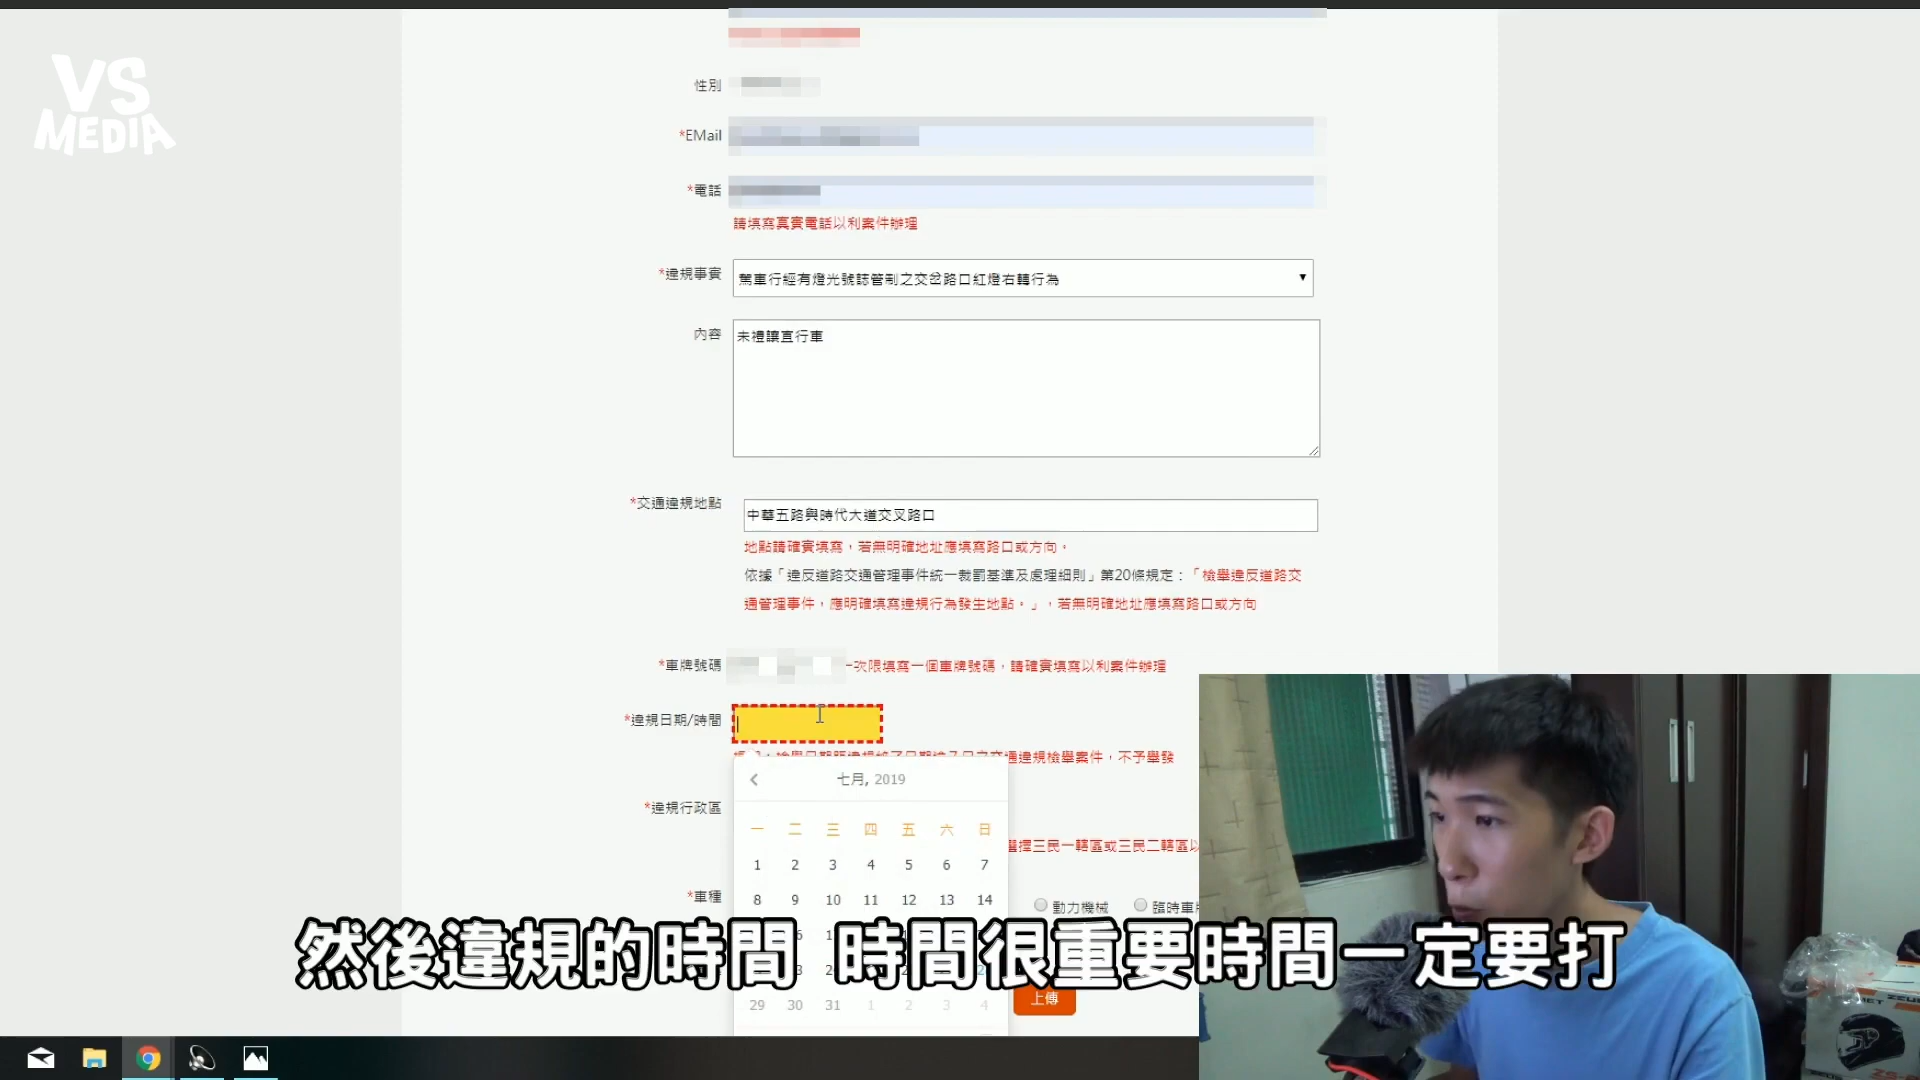 VS
MEDIA
性別
*EMail
*電話
請填寫真實電話以利案件辦理
*違規事實
駕車行經有燈光號誌管制之交岔路口紅燈右轉行為
內容
未禮讓直行車
*交通違規地點
中華五路與時代大道交叉路口
地點請確實填寫，若無明確地址應填寫路口或方向。
依據「違反道路交通管理事件統一裁罰基準及處理細則」第20條規定：「檢舉違反道路交
通管理事件，應明確填寫違規行為發生地點。」，若無明確地址應填寫路口或方向
*車牌號碼
一次限填寫一個車牌號碼，請確實填寫以利案件辦理
*違規日期/時間
交通違規檢舉案件，不予舉發
七月, 2019
*違規行政區
一 二 三 四 五 六 日
選擇三民一轄區或三民二轄區以
1 2 3 4 5 6 7
*車種
8 9 10 11 12 13 14
動力機械 臨時車
然後違規的時間 時間很重要時間一定要打
29 30 31 1 2 3 4
上傳